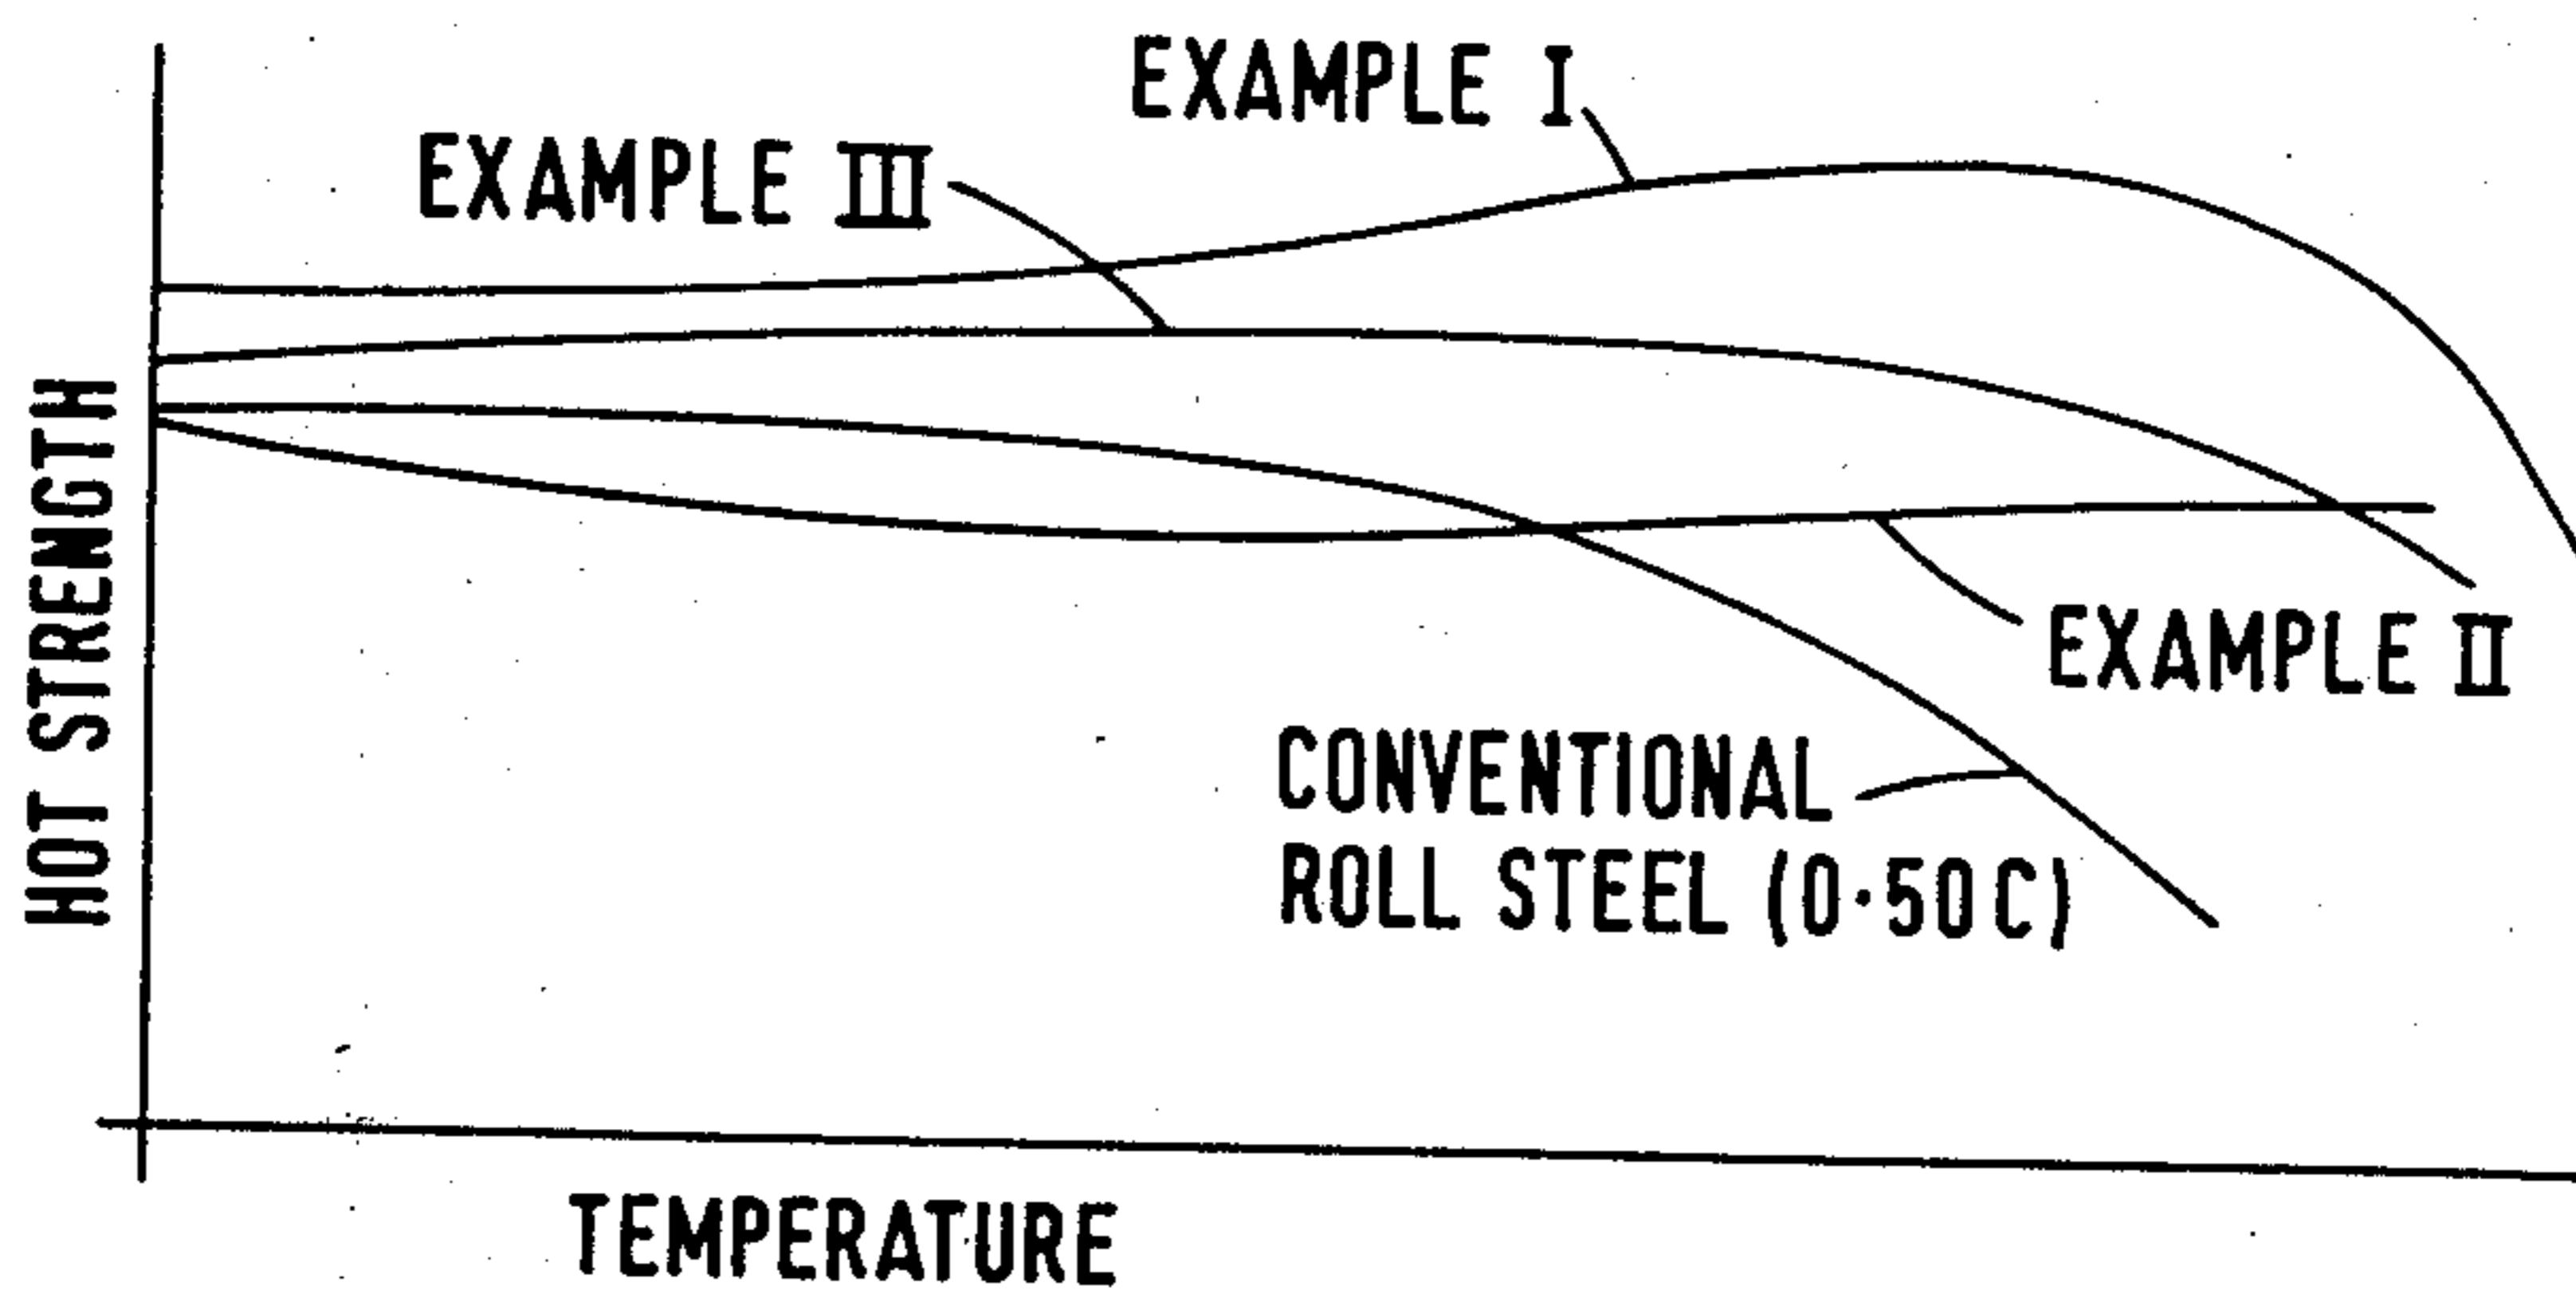 EXAMPLE I
EXAMPLE III
HOT STRENGTH
EXAMPLE II
CONVENTIONAL
ROLL STEEL (0·50C)
TEMPERATURE